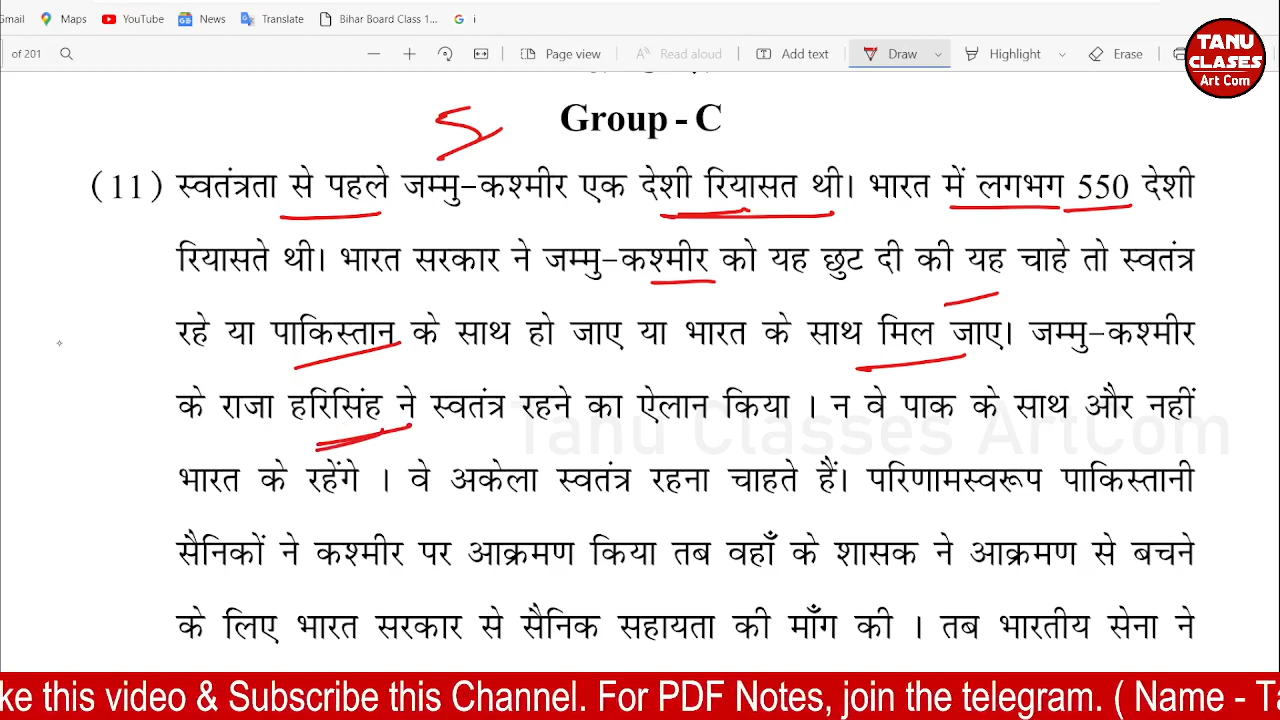 Gmail Maps YouTube News Translate Bihar Board Class 1... i
of 201 Page view Read aloud Add text Draw Highlight Erase
TANU
CLASES
Art Com
Group - C
5
(11) स्वतंत्रता से पहले जम्मु-कश्मीर एक देशी रियासत थी। भारत में लगभग 550 देशी
रियासते थी। भारत सरकार ने जम्मु-कश्मीर को यह छुट दी की यह चाहे तो स्वतंत्र
रहे या पाकिस्तान के साथ हो जाए या भारत के साथ मिल जाए। जम्मु-कश्मीर
के राजा हरिसिंह ने स्वतंत्र रहने का ऐलान किया । न वे पाक के साथ और नहीं
Tanu Classes ArtCom
भारत के रहेंगे । वे अकेला स्वतंत्र रहना चाहते हैं। परिणामस्वरूप पाकिस्तानी
सैनिकों ने कश्मीर पर आक्रमण किया तब वहाँ के शासक ने आक्रमण से बचने
के लिए भारत सरकार से सैनिक सहायता की माँग की । तब भारतीय सेना ने
ke this video & Subscribe this Channel. For PDF Notes, join the telegram. ( Name - Ta